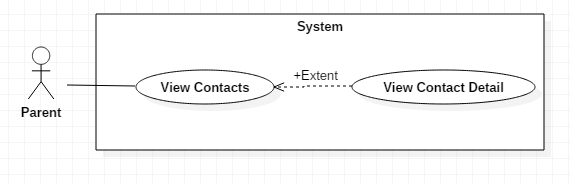 System
+Extent
View Contacts
View Contact Detail
Parent